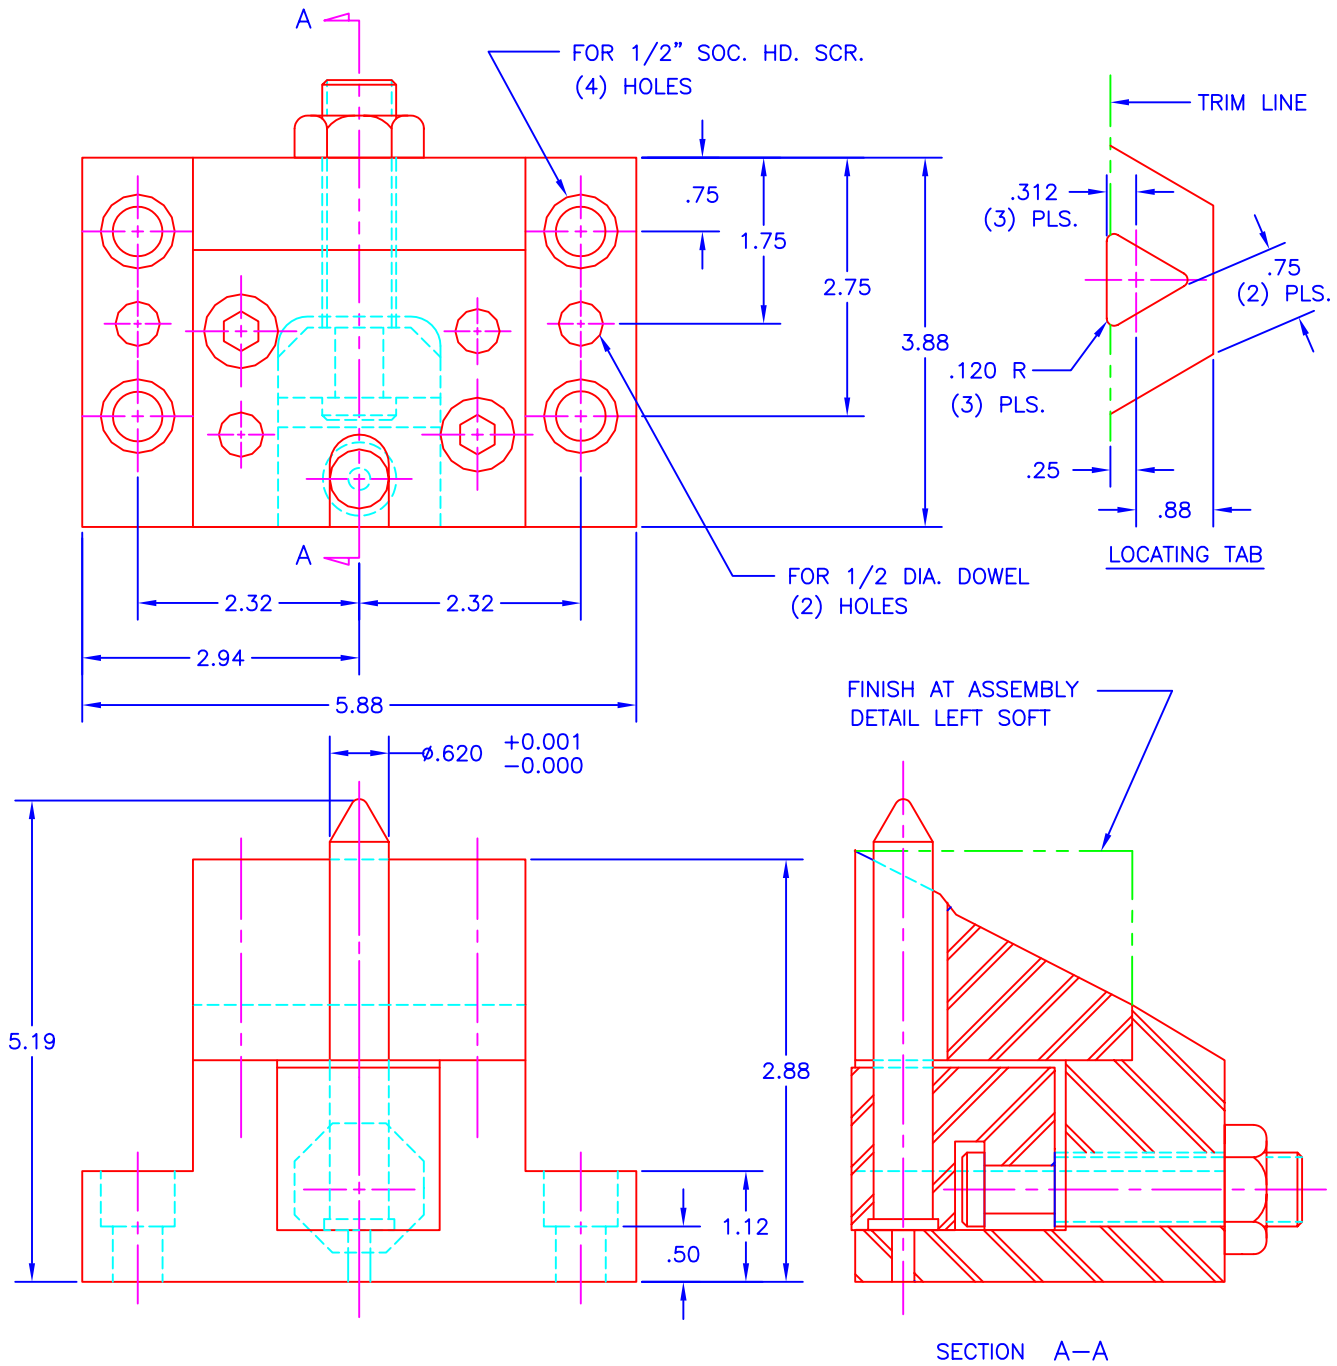 A
FOR 1/2” SOC. HD. SCR.
(4) HOLES
TRIM LINE
.75
1.75
2.75
3.88
.312
(3) PLS.
.75
(2) PLS.
.120 R
(3) PLS.
.25
.88
LOCATING TAB
A
FOR 1/2 DIA. DOWEL
(2) HOLES
2.32
2.32
2.94
5.88
FINISH AT ASSEMBLY
DETAIL LEFT SOFT
ø.620 +0.001
−0.000
5.19
2.88
1.12
.50
SECTION A−A